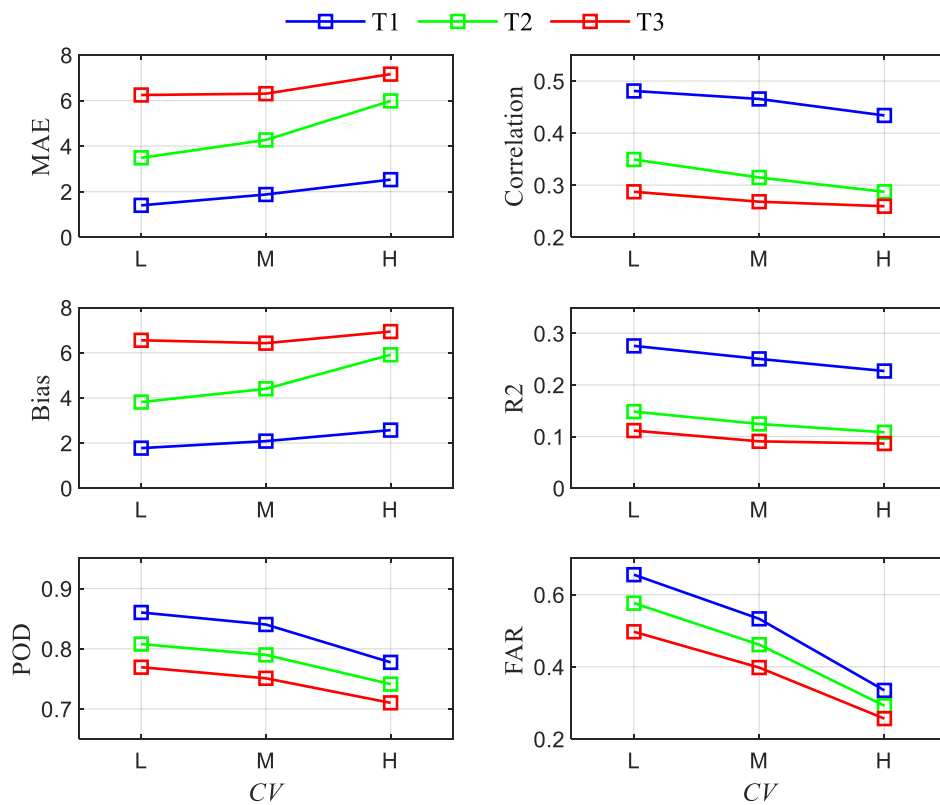 T1 T2 T3
MAE
8
6
4
2
0
L M H
Correlation
0.5
0.4
0.3
0.2
L M H
Bias
8
6
4
2
0
L M H
R2
0.3
0.2
0.1
0
L M H
POD
0.9
0.8
0.7
L M H
CV
FAR
0.6
0.4
0.2
L M H
CV